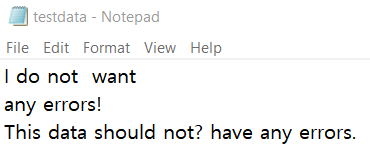 testdata - Notepad
File Edit Format View Help
I do not  want
any errors!
This data should not? have any errors.